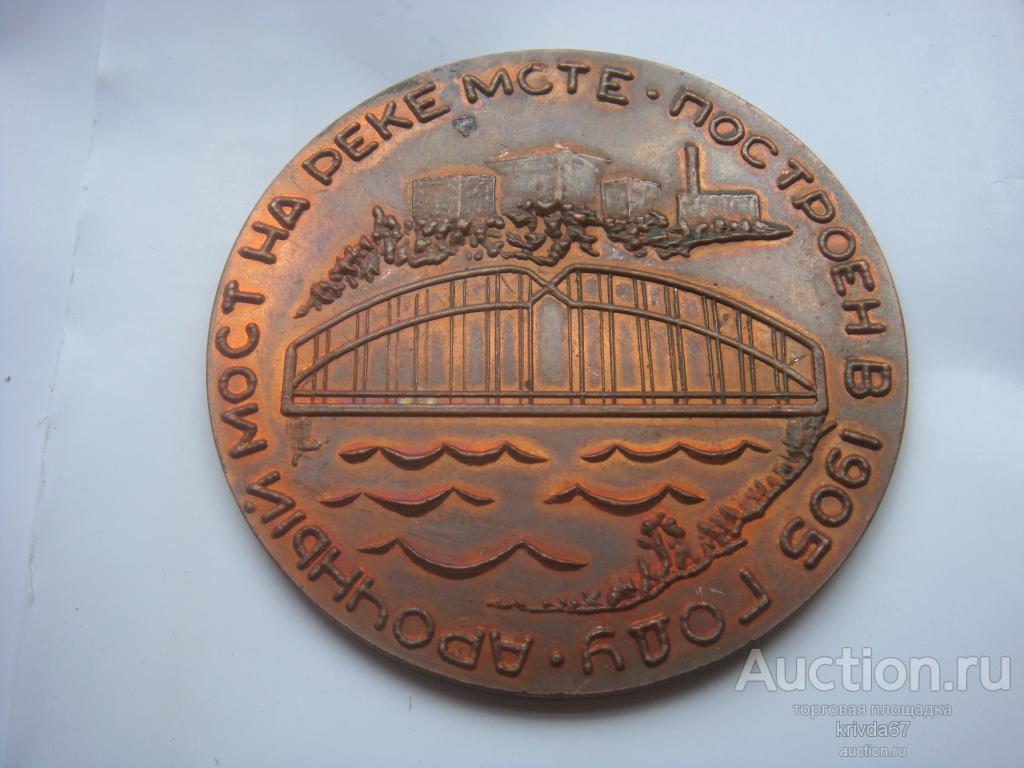 АРОЧНЫЙ МОСТ НА РЕКЕ МСТЕ · ПОСТРОЕН В 1905 ГОДУ ·
Auction.ru
торговая площадка
krivda67
auction.ru